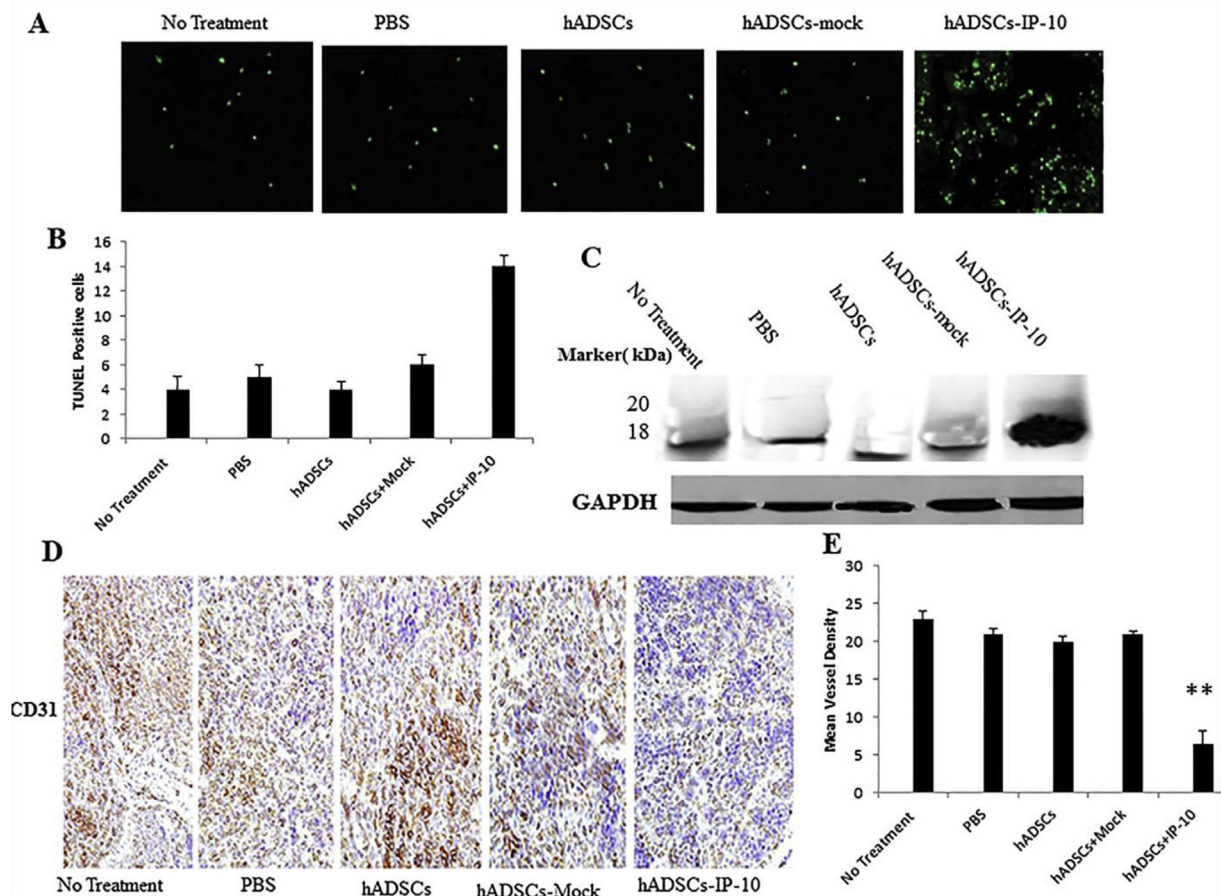 A
No Treatment
PBS
hADSCs
hADSCs-mock
hADSCs-IP-10
B
TUNEL Positive cells
16
14
12
10
8
6
4
2
0
No Treatment
PBS
hADSCs
hADSCs+Mock
hADSCs+IP-10
C
No Treatment
PBS
hADSCs
hADSCs-mock
hADSCs-IP-10
Marker( kDa)
20
18
GAPDH
D
CD31
No Treatment
PBS
hADSCs
hADSCs-Mock
hADSCs-IP-10
E
Mean Vessel Density
30
25
20
15
10
5
0
**
No Treatment
PBS
hADSCs
hADSCs+Mock
hADSCs+IP-10